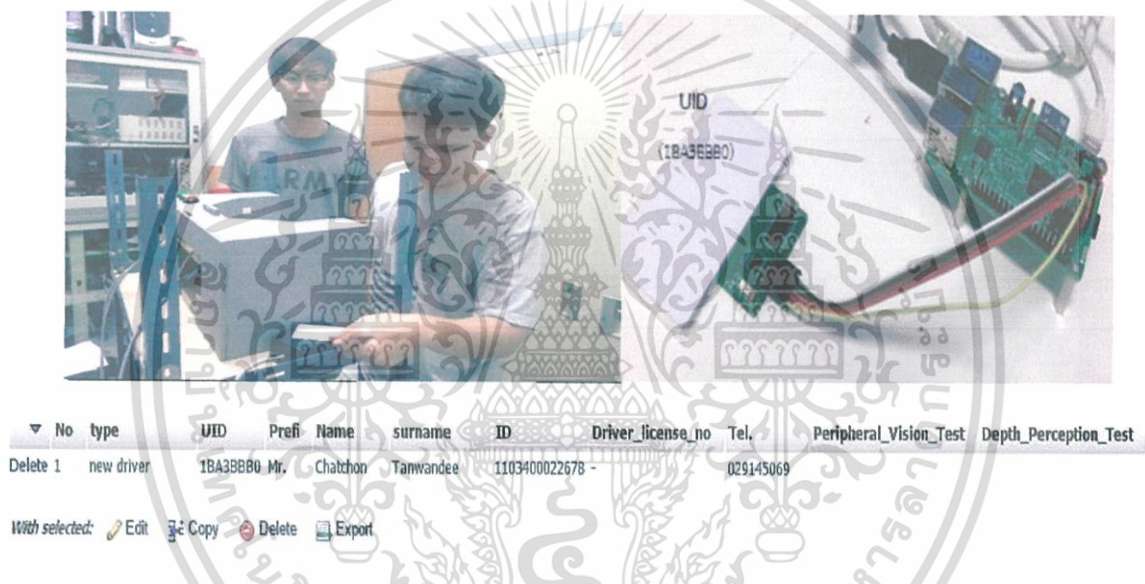 ARMY
UID
(1BA3BBB0)
No type UID Prefi Name surname ID Driver_license_no Tel. Peripheral_Vision_Test Depth_Perception_Test
Delete 1 new driver 1BA3BBB0 Mr. Chatchon Tanwandee 1103400022678 - 029145069
With selected: Edit Copy Delete Export